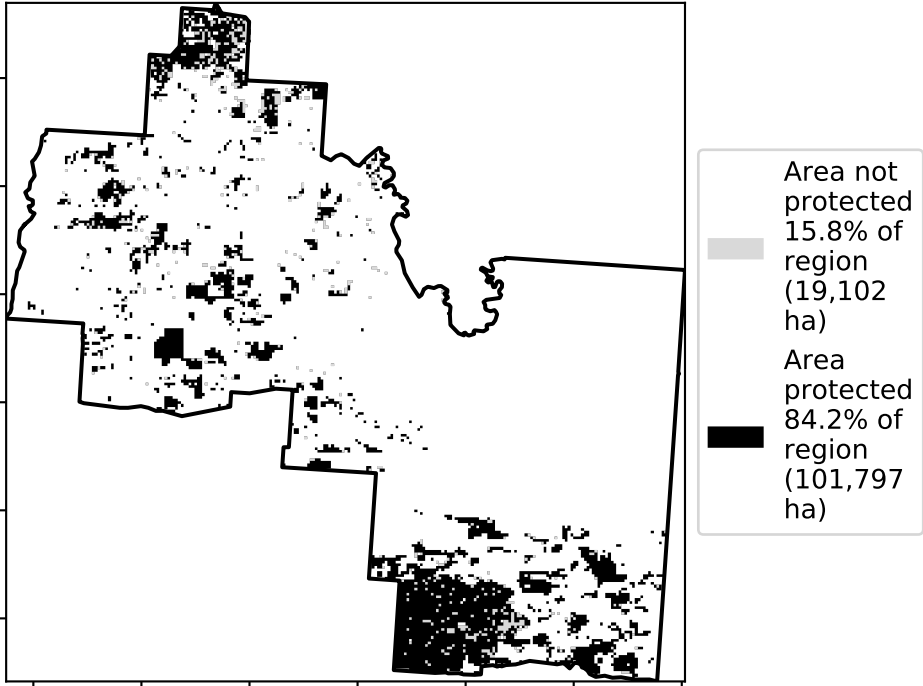 Area not
protected
15.8% of
region
(19,102
ha)
Area
protected
84.2% of
region
(101,797
ha)